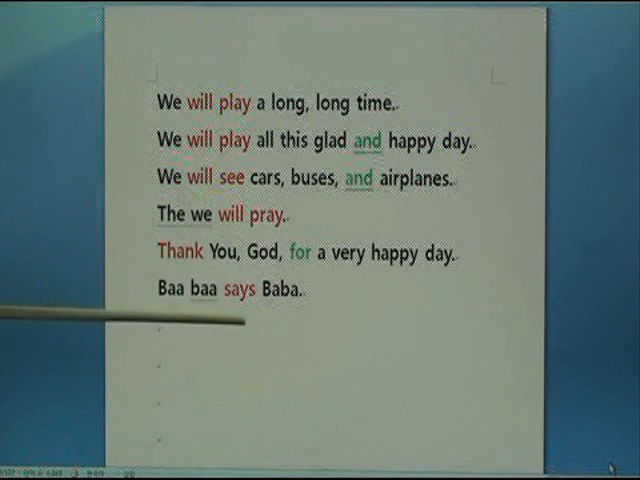 We will play a long, long time.
We will play all this glad and happy day.
We will see cars, buses, and airplanes.
The we will pray.
Thank You, God, for a very happy day.
Baa baa says Baba.